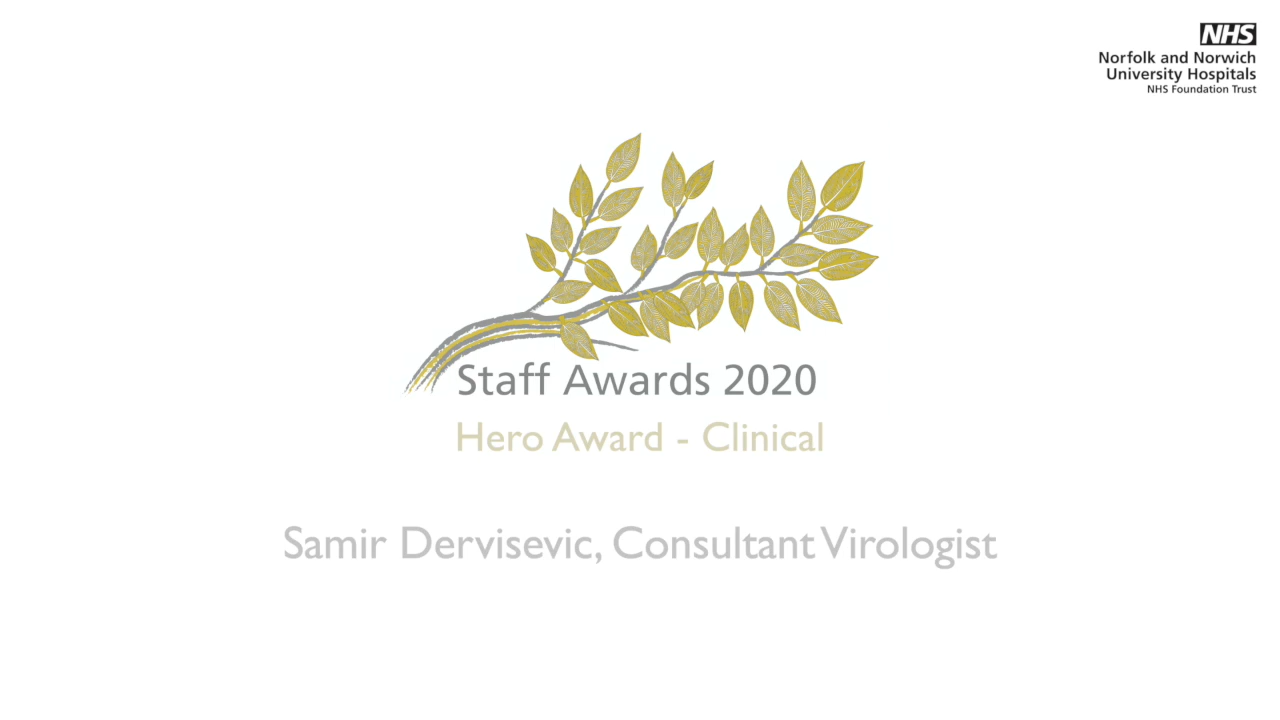 NHS
Norfolk and Norwich
University Hospitals
NHS Foundation Trust
Staff Awards 2020
Hero Award - Clinical
Samir Dervisevic, Consultant Virologist